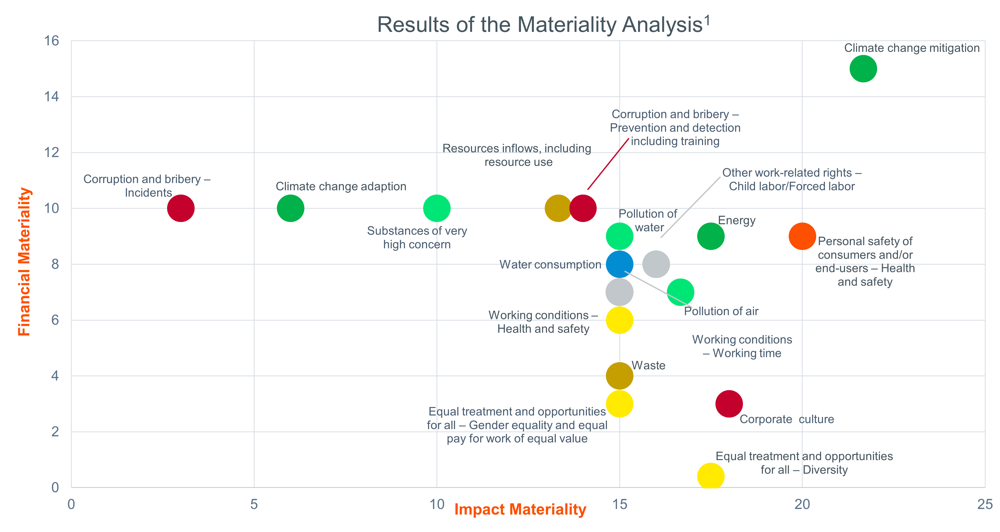 Results of the Materiality Analysis¹
16
14
12
10
8
6
4
2
0
Financial Materiality
Climate change mitigation
Corruption and bribery –
Prevention and detection
including training
Resources inflows, including
resource use
Other work-related rights –
Child labor/Forced labor
Corruption and bribery –
Incidents
Climate change adaption
Substances of very
high concern
Pollution of
water
Energy
Personal safety of
consumers and/or
end-users – Health
and safety
Water consumption
Pollution of air
Working conditions –
Health and safety
Working conditions
– Working time
Waste
Equal treatment and opportunities
for all – Gender equality and equal
pay for work of equal value
Corporate  culture
Equal treatment and opportunities
for all – Diversity
0
5
10
15
20
25
Impact Materiality